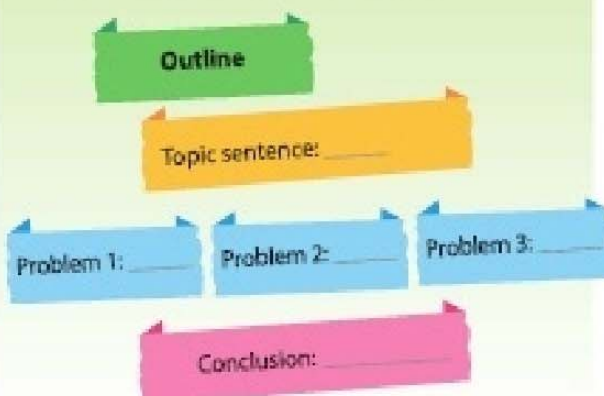 Outline
Topic sentence: ______
Problem 1: ______
Problem 2: ______
Problem 3: ______
Conclusion: ______